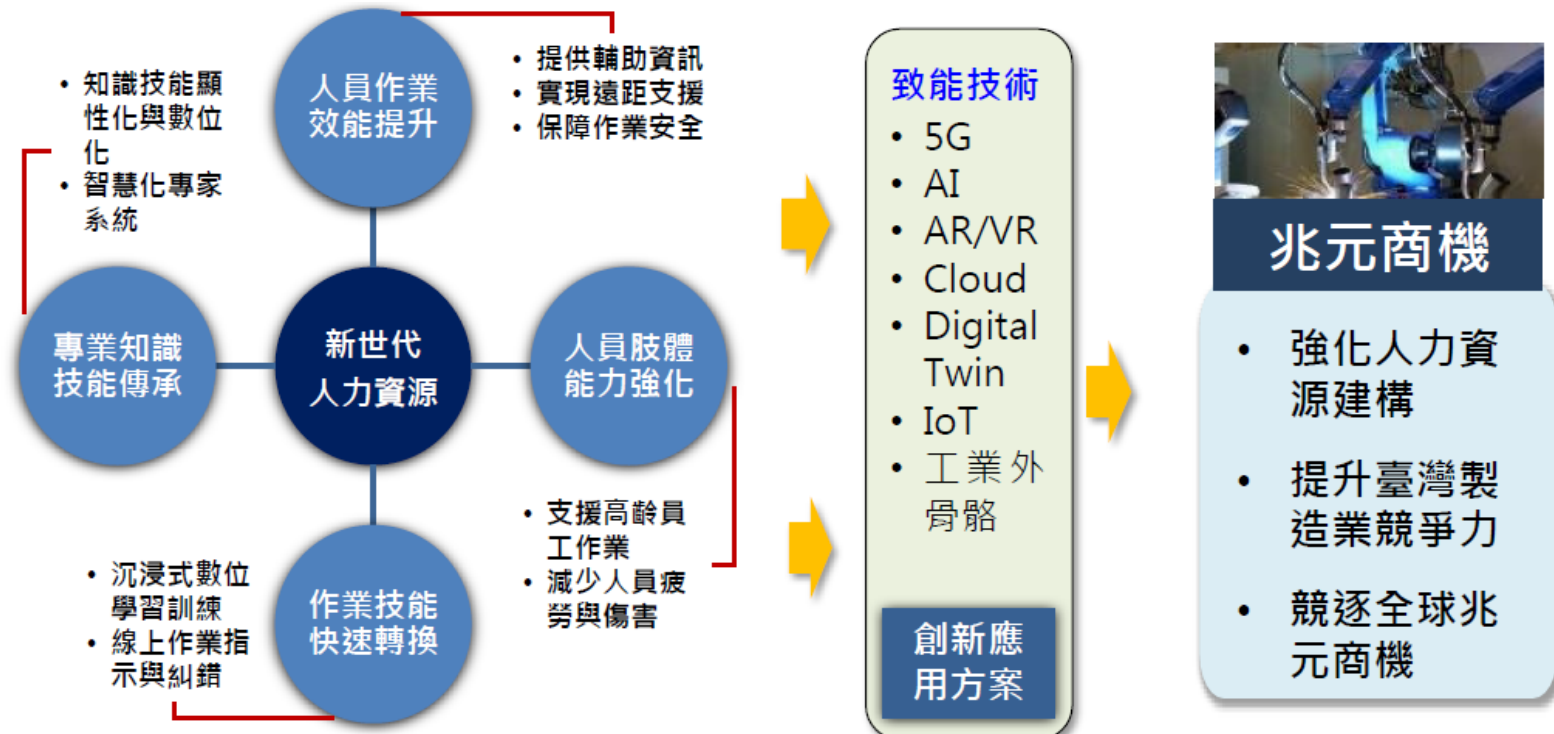 人員作業
效能提升
• 提供輔助資訊
• 實現遠距支援
• 保障作業安全
• 知識技能顯
性化與數位
化
• 智慧化專家
系統
專業知識
技能傳承
新世代
人力資源
人員肢體
能力強化
• 支援高齡員
工作業
• 減少人員疲
勞與傷害
• 沉浸式數位
學習訓練
• 線上作業指
示與糾錯
作業技能
快速轉換
致能技術
• 5G
• AI
• AR/VR
• Cloud
• Digital
Twin
• IoT
• 工業外
骨骼
創新應
用方案
兆元商機
• 強化人力資
源建構
• 提升臺灣製
造業競爭力
• 競逐全球兆
元商機